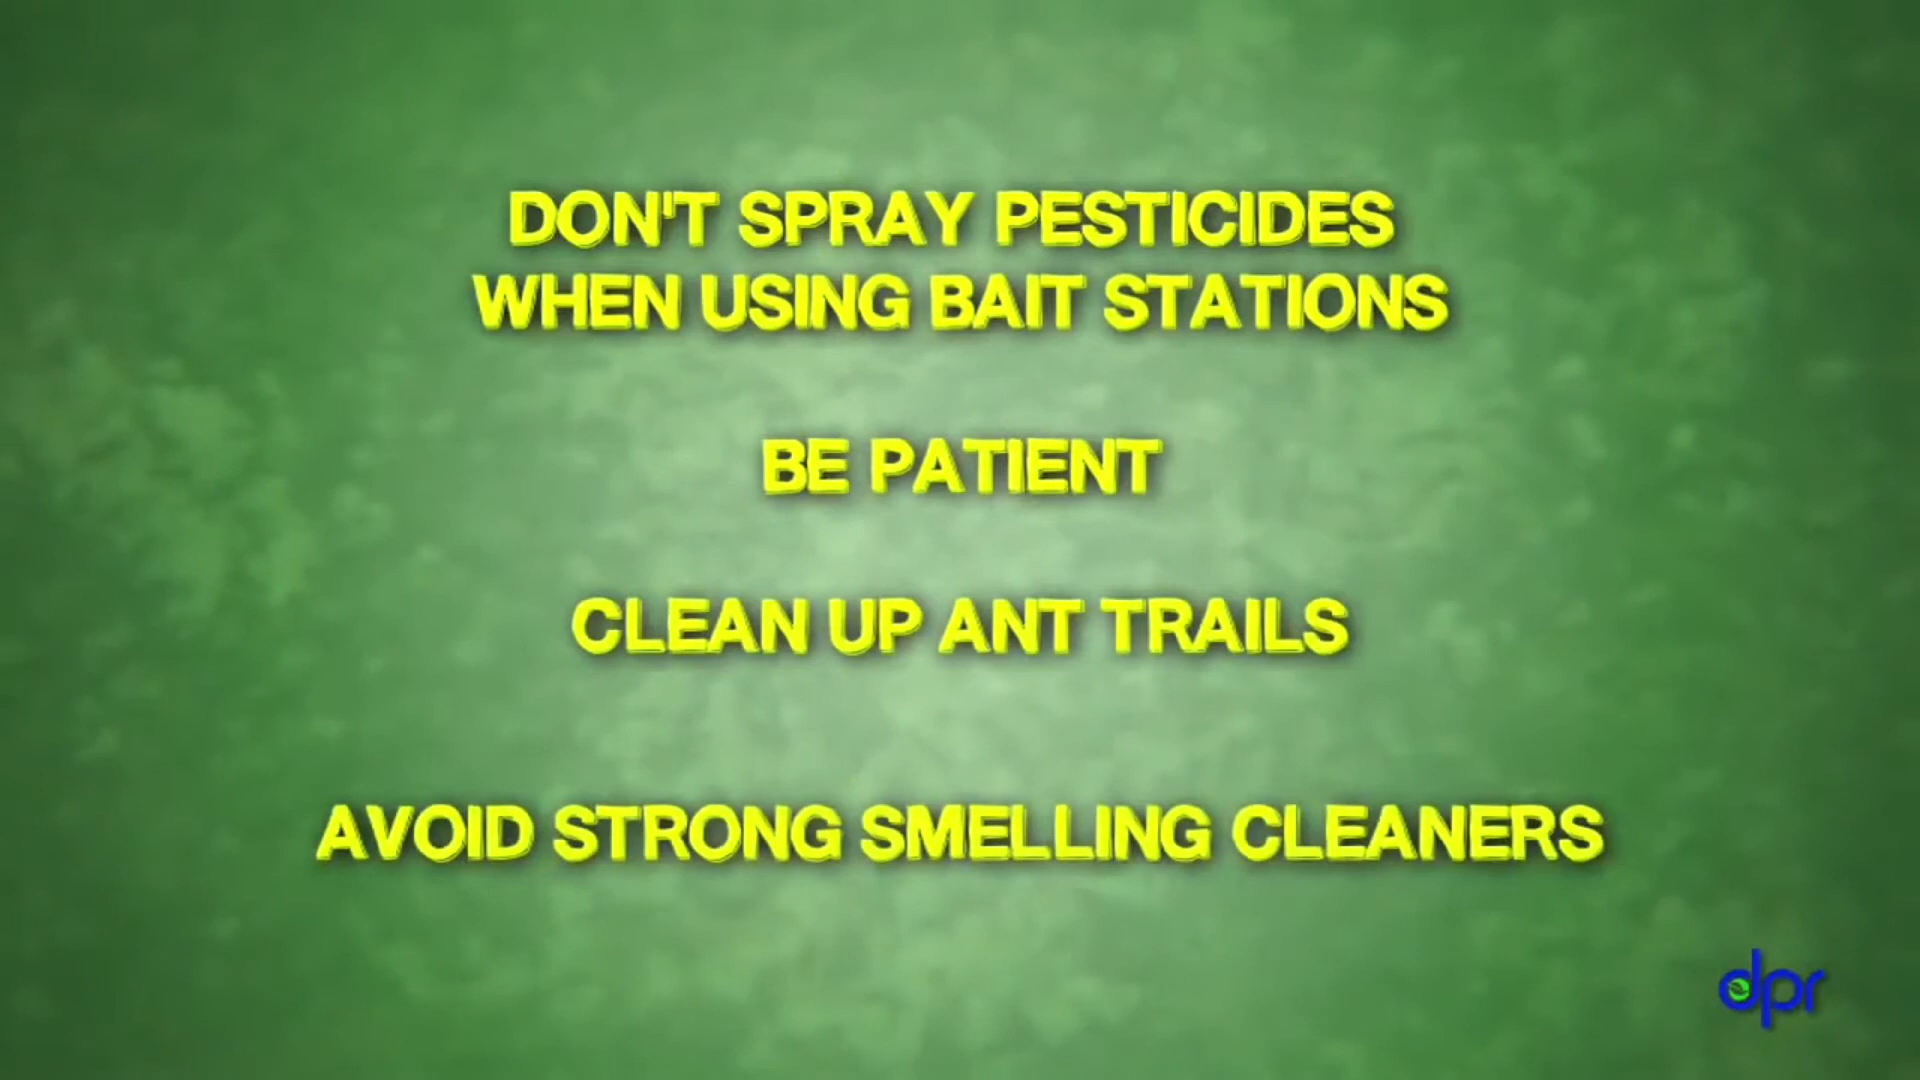 DON'T SPRAY PESTICIDES
WHEN USING BAIT STATIONS
BE PATIENT
CLEAN UP ANT TRAILS
AVOID STRONG SMELLING CLEANERS
dpr